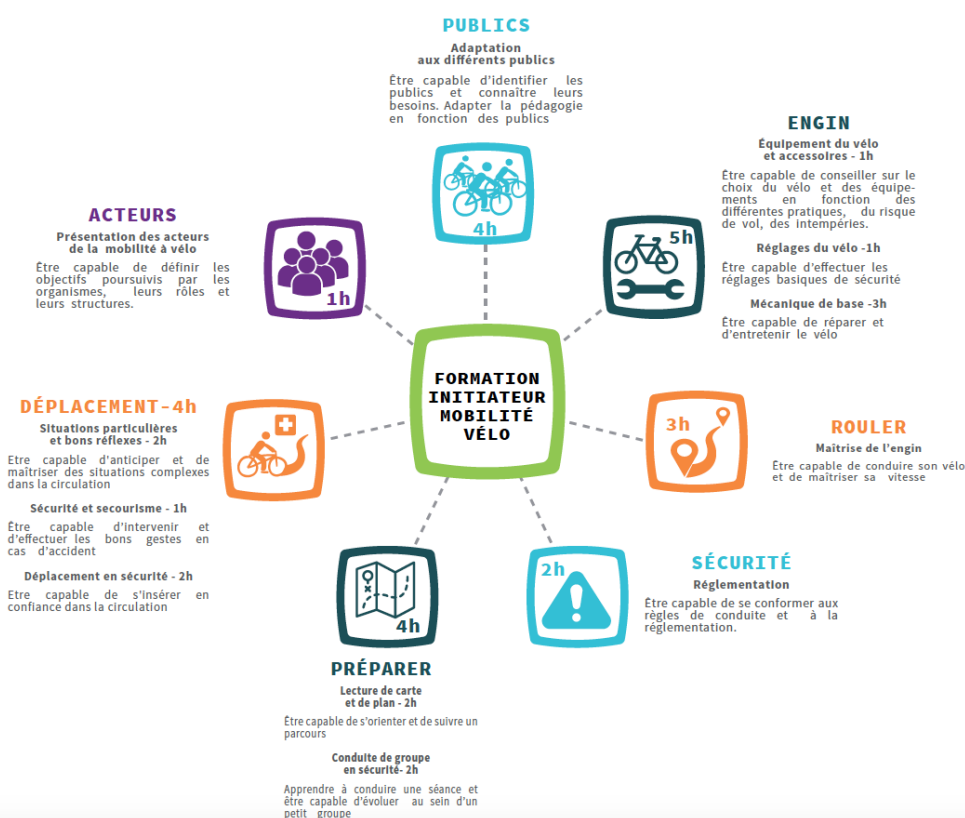 PUBLICS
Adaptation
aux différents publics
Être capable d'identifier les
publics et connaître leurs
besoins. Adapter la pédagogie
en fonction des publics
4h
ENGIN
Équipement du vélo
et accessoires - 1h
Être capable de conseiller sur le
choix du vélo et des équipe-
ments en fonction des
différentes pratiques, du risque
de vol, des intempéries.
Réglages du vélo -1h
Être capable d'effectuer les
réglages basiques de sécurité
Mécanique de base -3h
Être capable de réparer et
d'entretenir le vélo
5h
ACTEURS
Présentation des acteurs
de la mobilité à vélo
Être capable de définir les
objectifs poursuivis par les
organismes, leurs rôles et
leurs structures.
1h
FORMATION
INITIATEUR
MOBILITÉ
VÉLO
DÉPLACEMENT-4h
Situations particulières
et bons réflexes - 2h
Etre capable d'anticiper et de
maîtriser des situations complexes
dans la circulation
Sécurité et secourisme - 1h
Être capable d'intervenir et
d'effectuer les bons gestes en
cas d'accident
Déplacement en sécurité - 2h
Etre capable de s'insérer en
confiance dans la circulation
3h
ROULER
Maîtrise de l'engin
Être capable de conduire son vélo
et de maîtriser sa vitesse
2h
SÉCURITÉ
Réglementation
Être capable de se conformer aux
règles de conduite et à la
réglementation.
4h
PRÉPARER
Lecture de carte
et de plan - 2h
Être capable de s'orienter et de suivre un
parcours
Conduite de groupe
en sécurité- 2h
Apprendre à conduire une séance et
être capable d'évoluer au sein d'un
petit groupe